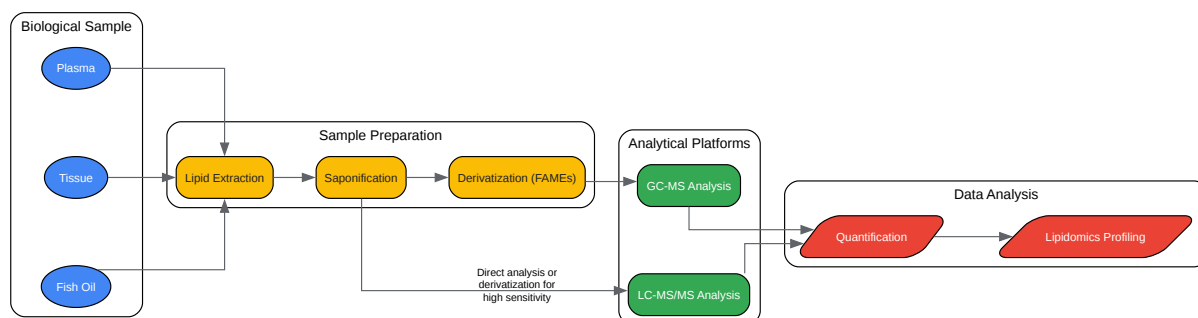 Biological Sample
Plasma
Tissue
Fish Oil
Sample Preparation
Lipid Extraction
Saponification
Derivatization (FAMEs)
Direct analysis or
derivatization for
high sensitivity
Analytical Platforms
GC-MS Analysis
LC-MS/MS Analysis
Data Analysis
Quantification
Lipidomics Profiling